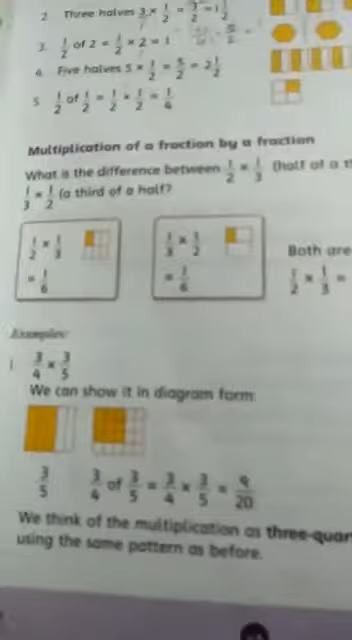 2. Three halves 3 × 1/2 = 3/2 = 1 1/2
3. 1/2 of 2 = 1/2 × 2 = 1
4. Five halves 5 × 1/2 = 5/2 = 2 1/2
5. 1/2 of 1/2 = 1/2 × 1/2 = 1/4
Multiplication of a fraction by a fraction
What is the difference between 1/2 × 1/3 (half of a
1/3 × 1/2 (a third of a half?
1/2 × 1/3
= 1/6
1/3 × 1/2
= 1/6
Both are
1/2 × 1/3 =
Examples:
1. 3/4 × 3/5
We can show it in diagram form:
3/5
3/4 of 3/5 = 3/4 × 3/5 = 9/20
We think of the multiplication as three-quar
using the same pattern as before.